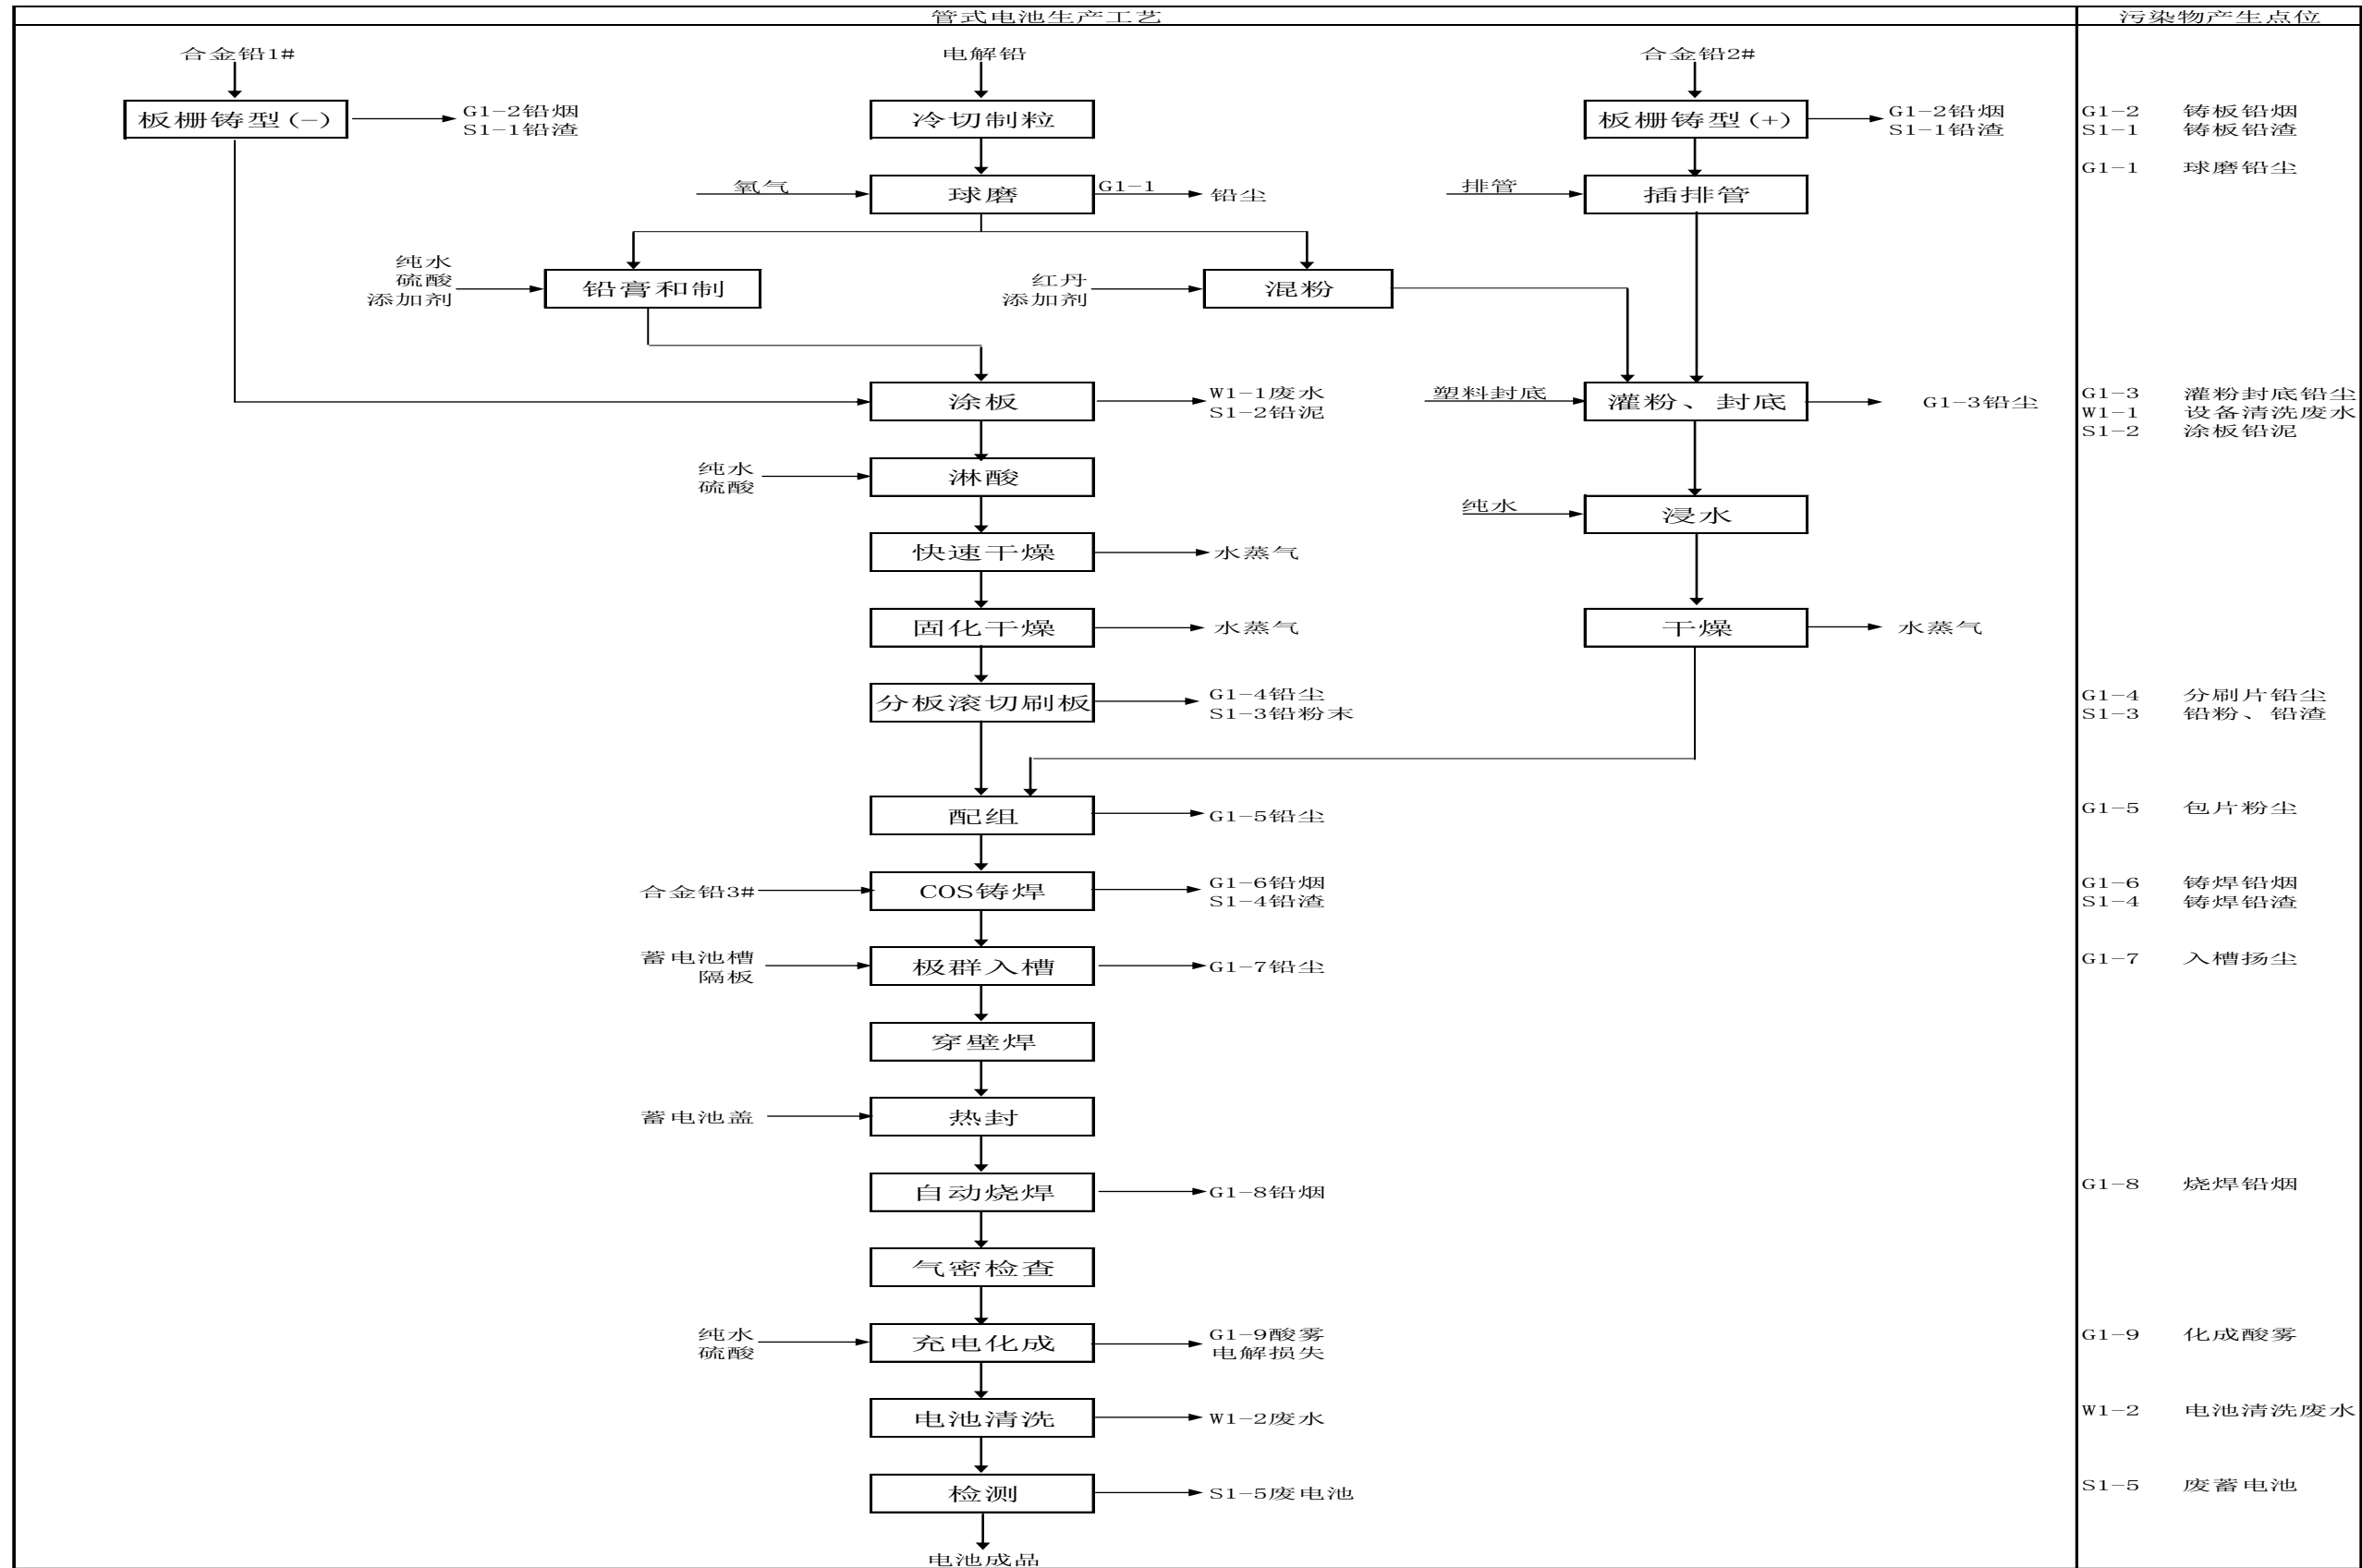 管式电池生产工艺
污染物产生点位
合金铅1#
电解铅
合金铅2#
板栅铸型(-)
G1-2铅烟
S1-1铅渣
冷切制粒
板栅铸型(+)
G1-2铅烟
S1-1铅渣
G1-2 铸板铅烟
S1-1 铸板铅渣
氧气
球磨
G1-1
铅尘
排管
插排管
G1-1 球磨铅尘
纯水
硫酸
添加剂
铅膏和制
红丹
添加剂
混粉
涂板
W1-1废水
S1-2铅泥
塑料封底
灌粉、封底
G1-3铅尘
G1-3 灌粉封底铅尘
W1-1 设备清洗废水
S1-2 涂板铅泥
纯水
硫酸
淋酸
纯水
浸水
快速干燥
水蒸气
固化干燥
水蒸气
干燥
水蒸气
分板滚切刷板
G1-4铅尘
S1-3铅粉末
G1-4 分刷片铅尘
S1-3 铅粉、铅渣
配组
G1-5铅尘
G1-5 包片粉尘
合金铅3#
COS铸焊
G1-6铅烟
S1-4铅渣
G1-6 铸焊铅烟
S1-4 铸焊铅渣
蓄电池槽
隔板
极群入槽
G1-7铅尘
G1-7 入槽扬尘
穿壁焊
蓄电池盖
热封
自动烧焊
G1-8铅烟
G1-8 烧焊铅烟
气密检查
纯水
硫酸
充电化成
G1-9酸雾
电解损失
G1-9 化成酸雾
电池清洗
W1-2废水
W1-2 电池清洗废水
检测
S1-5废电池
S1-5 废蓄电池
电池成品